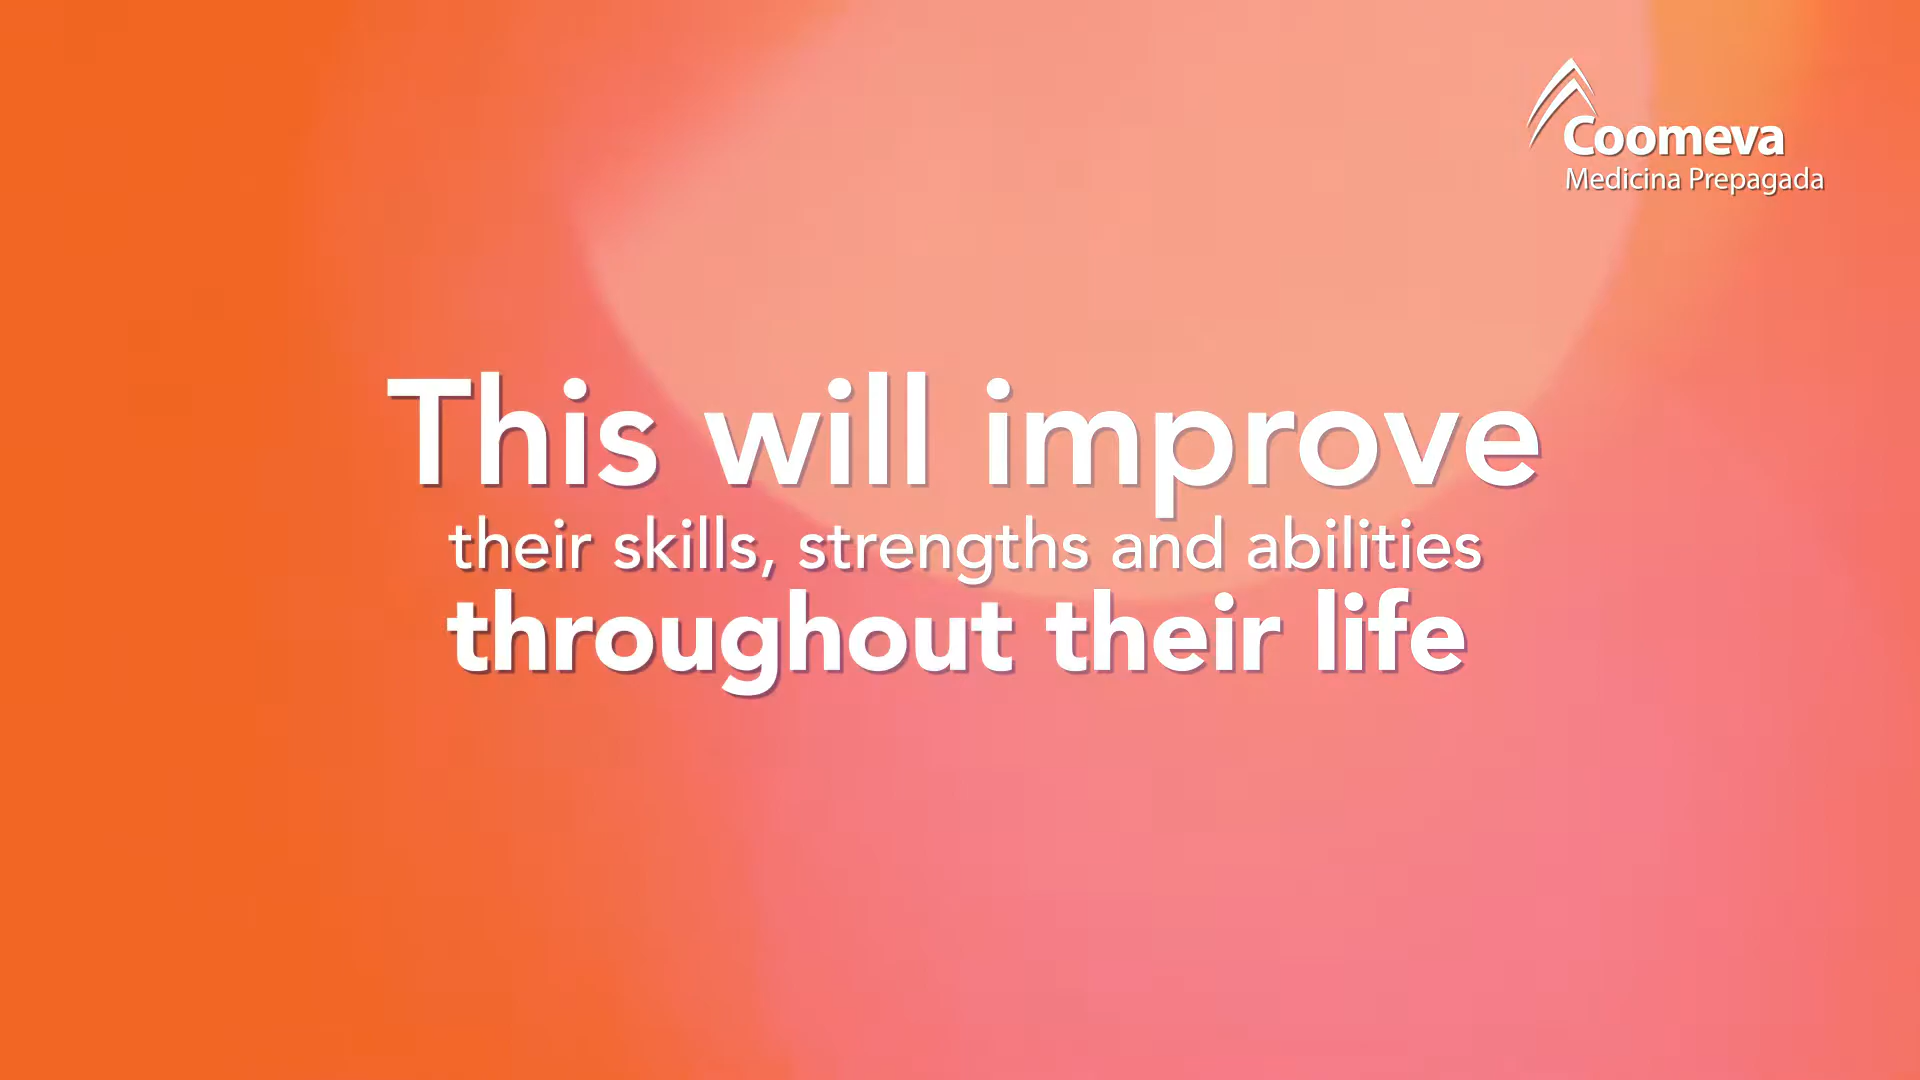 Coomeva
Medicina Prepagada
This will improve
their skills, strengths and abilities
throughout their life